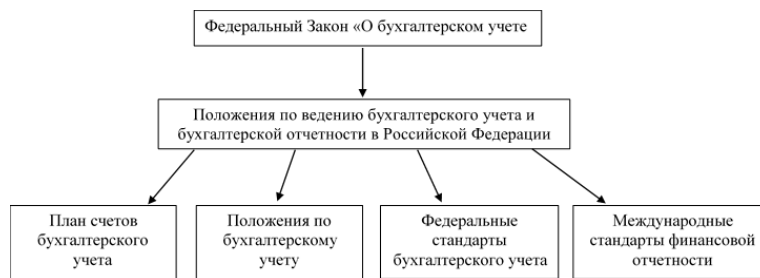 Федеральный Закон «О бухгалтерском учете
Положения по ведению бухгалтерского учета и
бухгалтерской отчетности в Российской Федерации
План счетов
бухгалтерского
учета
Положения по
бухгалтерскому
учету
Федеральные
стандарты
бухгалтерского учета
Международные
стандарты финансовой
отчетности